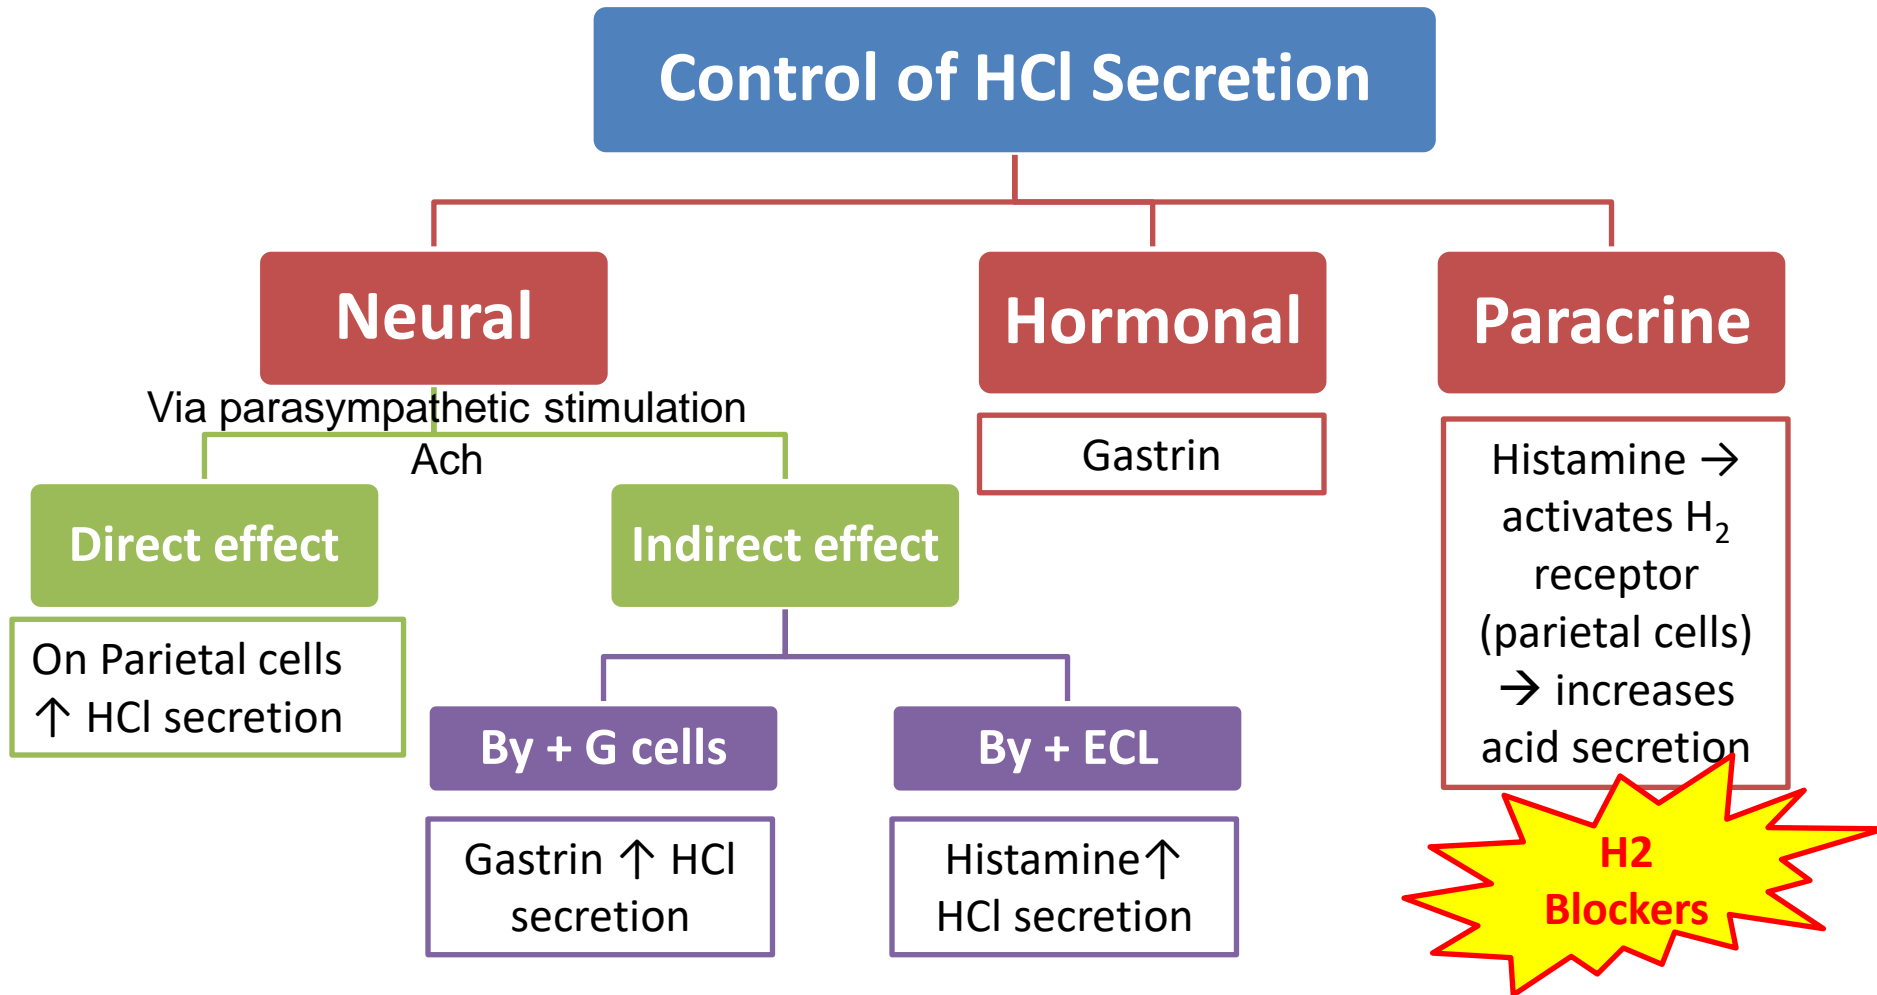 Control of HCl Secretion
Neural
Hormonal
Paracrine
Via parasympathetic stimulation
Ach
Direct effect
On Parietal cells
↑ HCl secretion
Indirect effect
By + G cells
Gastrin ↑ HCl
secretion
By + ECL
Histamine↑
HCl secretion
Gastrin
Histamine →
activates H₂
receptor
(parietal cells)
→ increases
acid secretion
H2
Blockers